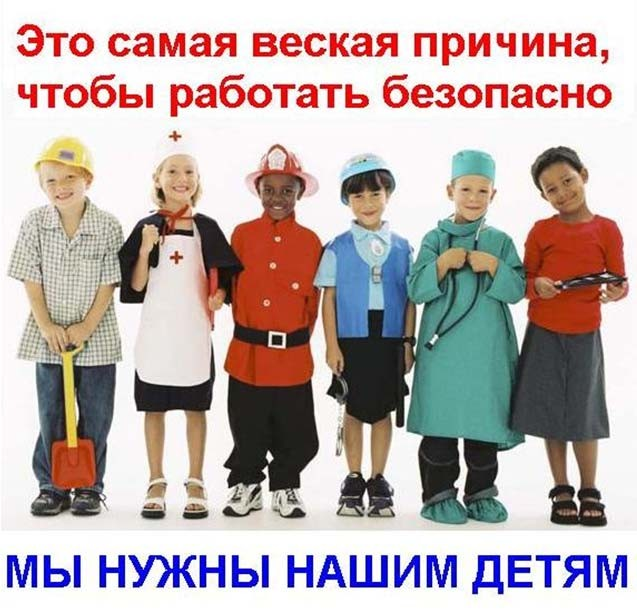 Это самая веская причина,
чтобы работать безопасно
МЫ НУЖНЫ НАШИМ ДЕТЯМ